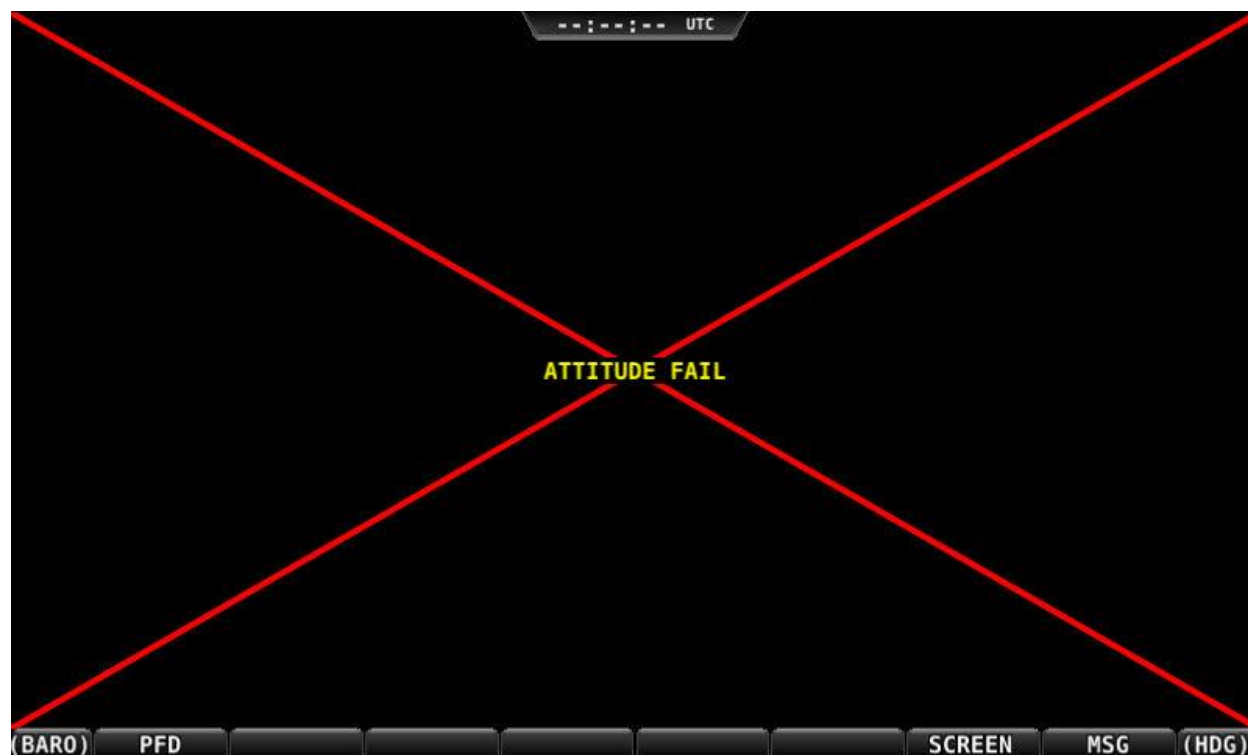 --:--:-- UTC
ATTITUDE FAIL
(BARO) PFD SCREEN MSG (HDG)